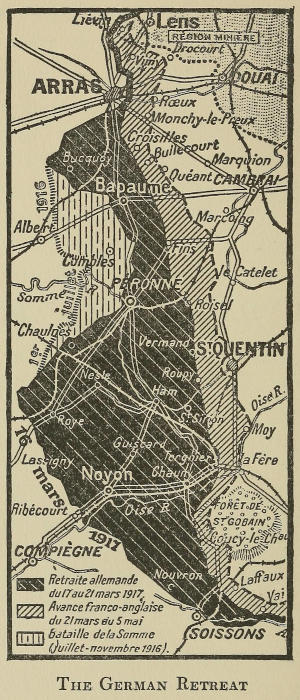 Liévin
Lens
RÉGION MINIÈRE
Drocourt
Vimy
DOUAI
ARRAS
Rœux
Monchy-le-Preux
Croisilles
Bullecourt
Bucquoy
Marquion
Quéant
CAMBRAI
1916
Bapaume
Marcoing
Albert
Fins
Combles
le Catelet
Somme
PÉRONNE
1er juillet
Roisel
Chaulnes
Vermand
ST QUENTIN
Nesle
Roupy
Ham
Oise R.
St Simon
Roye
Moy
Guiscard
Lassigny
Tergnier
la Fère
Noyon
Chauny
16 mars 1917
FORÊT DE
ST GOBAIN
Ribécourt
Oise R.
Coucy-le-Chau
COMPIÈGNE
Nouvron
Laffaux
Vai
SOISSONS
Retraite allemande
du 17 au 21 mars 1917.
Avance franco-anglaise
du 21 mars au 5 mai
bataille de la Somme
(Juillet-novembre 1916).
THE GERMAN RETREAT